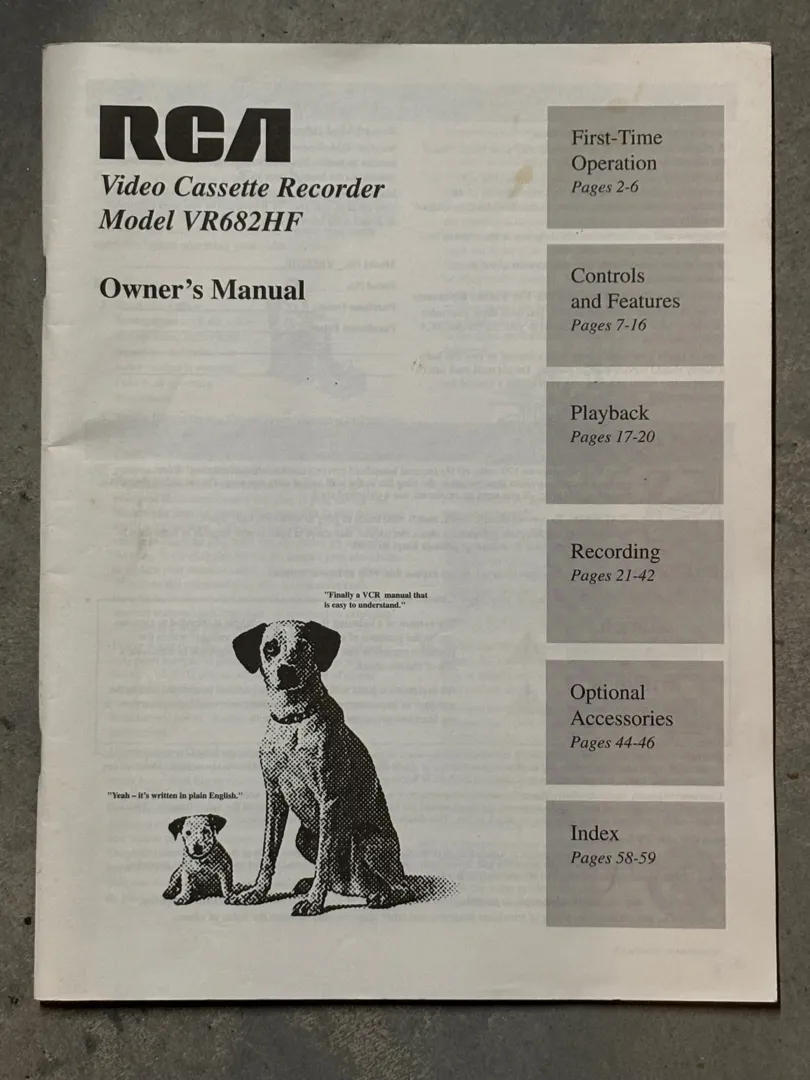 RCA
Video Cassette Recorder
Model VR682HF
Owner's Manual
First-Time
Operation
Pages 2-6
Controls
and Features
Pages 7-16
Playback
Pages 17-20
Recording
Pages 21-42
Optional
Accessories
Pages 44-46
Index
Pages 58-59
"Finally a VCR manual that
is easy to understand."
"Yeah – it's written in plain English."